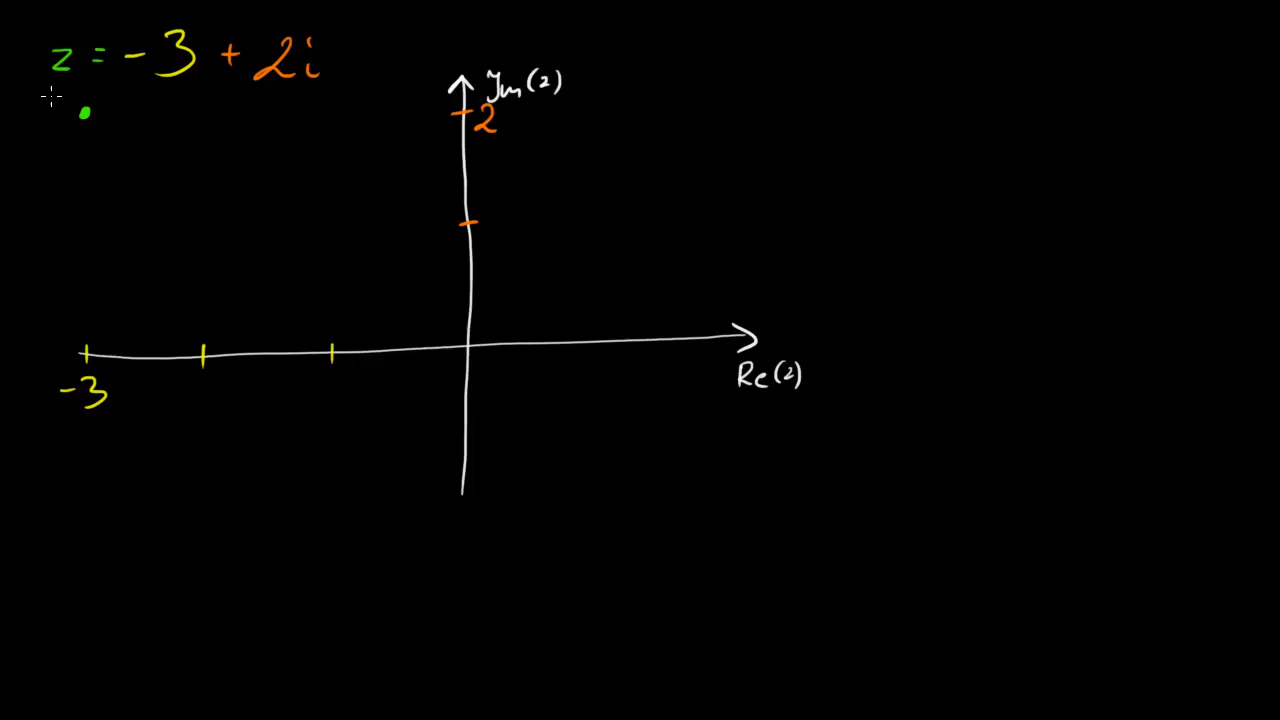 z = -3 + 2i
Im(z)
2
-3
Re(z)